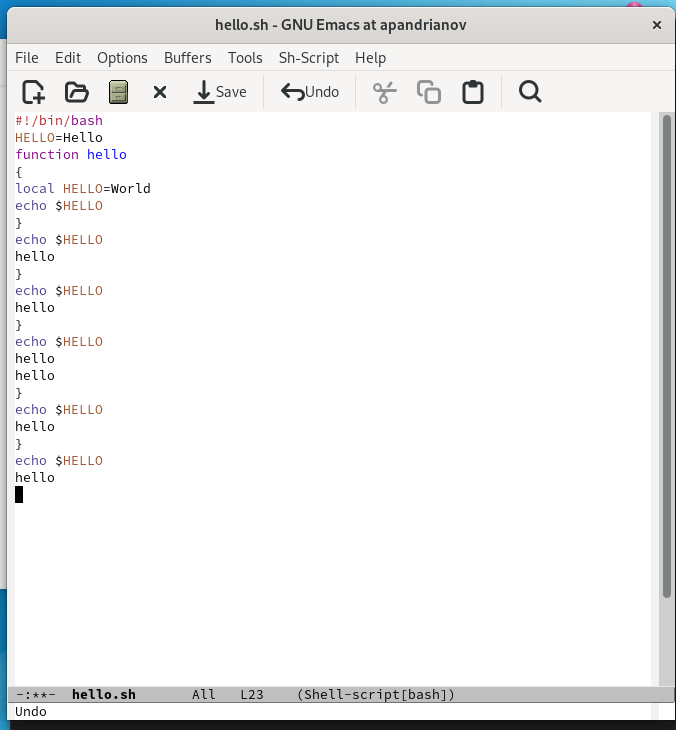 hello.sh - GNU Emacs at apandrianov
File Edit Options Buffers Tools Sh-Script Help
Save Undo
#!/bin/bash
HELLO=Hello
function hello
{
local HELLO=World
echo $HELLO
}
echo $HELLO
hello
}
echo $HELLO
hello
}
echo $HELLO
hello
hello
}
echo $HELLO
hello
}
echo $HELLO
hello
-:**- hello.sh All L23 (Shell-script[bash])
Undo